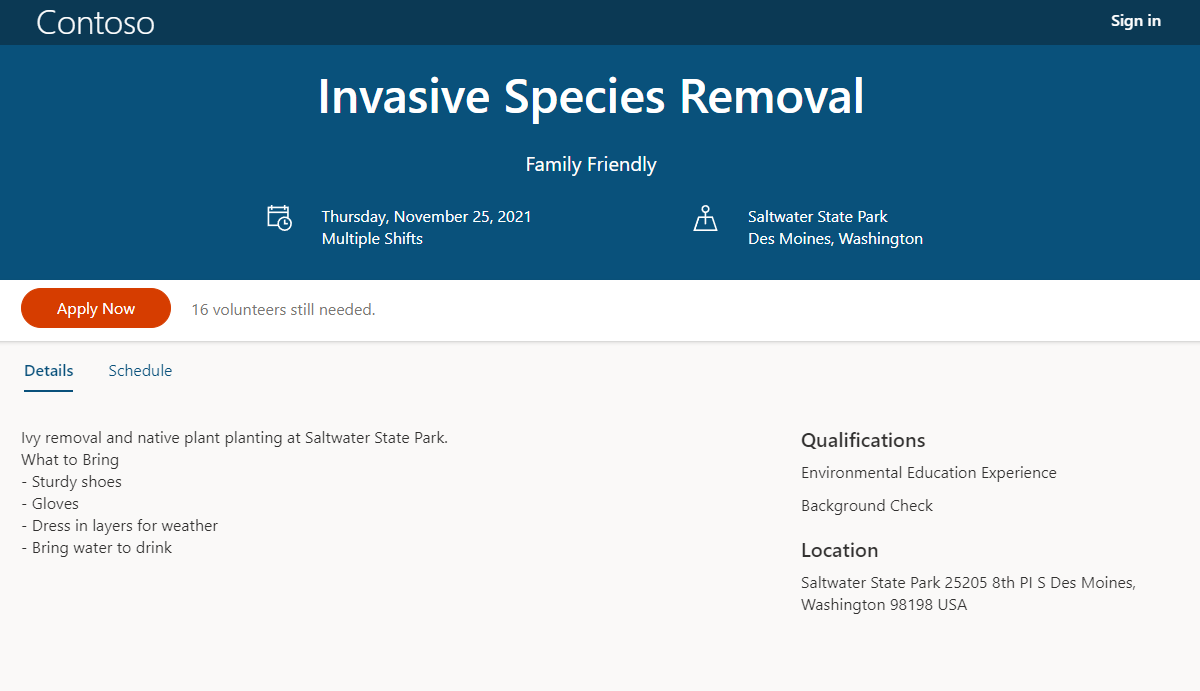 Contoso
Sign in
Invasive Species Removal
Family Friendly
Thursday, November 25, 2021
Multiple Shifts
Saltwater State Park
Des Moines, Washington
Apply Now
16 volunteers still needed.
Details
Schedule
Ivy removal and native plant planting at Saltwater State Park.
What to Bring
- Sturdy shoes
- Gloves
- Dress in layers for weather
- Bring water to drink
Qualifications
Environmental Education Experience
Background Check
Location
Saltwater State Park 25205 8th PI S Des Moines,
Washington 98198 USA